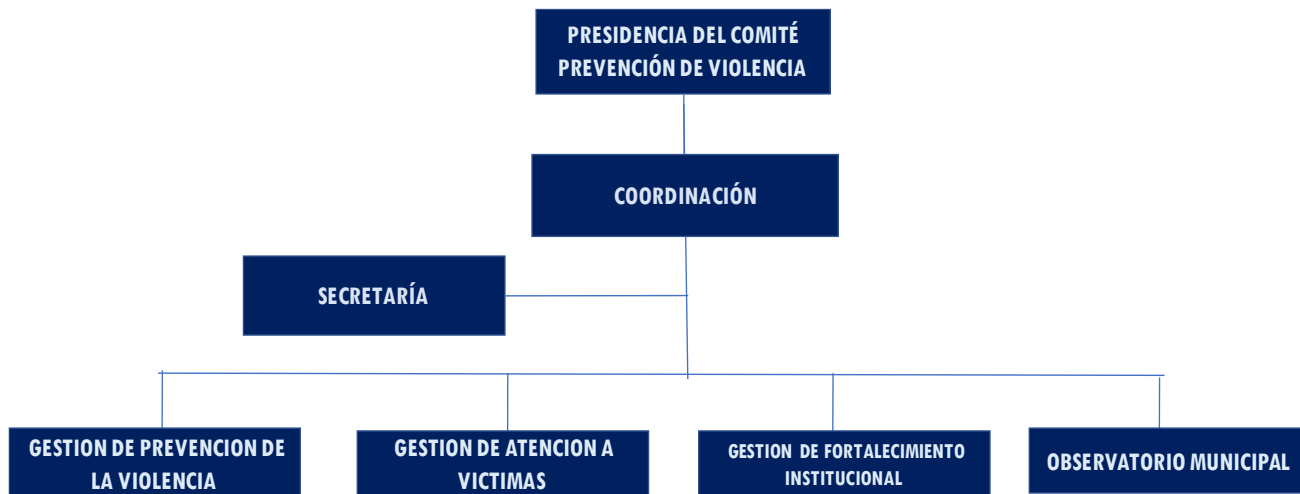 PRESIDENCIA DEL COMITÉ
PREVENCIÓN DE VIOLENCIA
COORDINACIÓN
SECRETARÍA
GESTION DE PREVENCION DE
LA VIOLENCIA
GESTION DE ATENCION A
VICTIMAS
GESTION DE FORTALECIMIENTO
INSTITUCIONAL
OBSERVATORIO MUNICIPAL